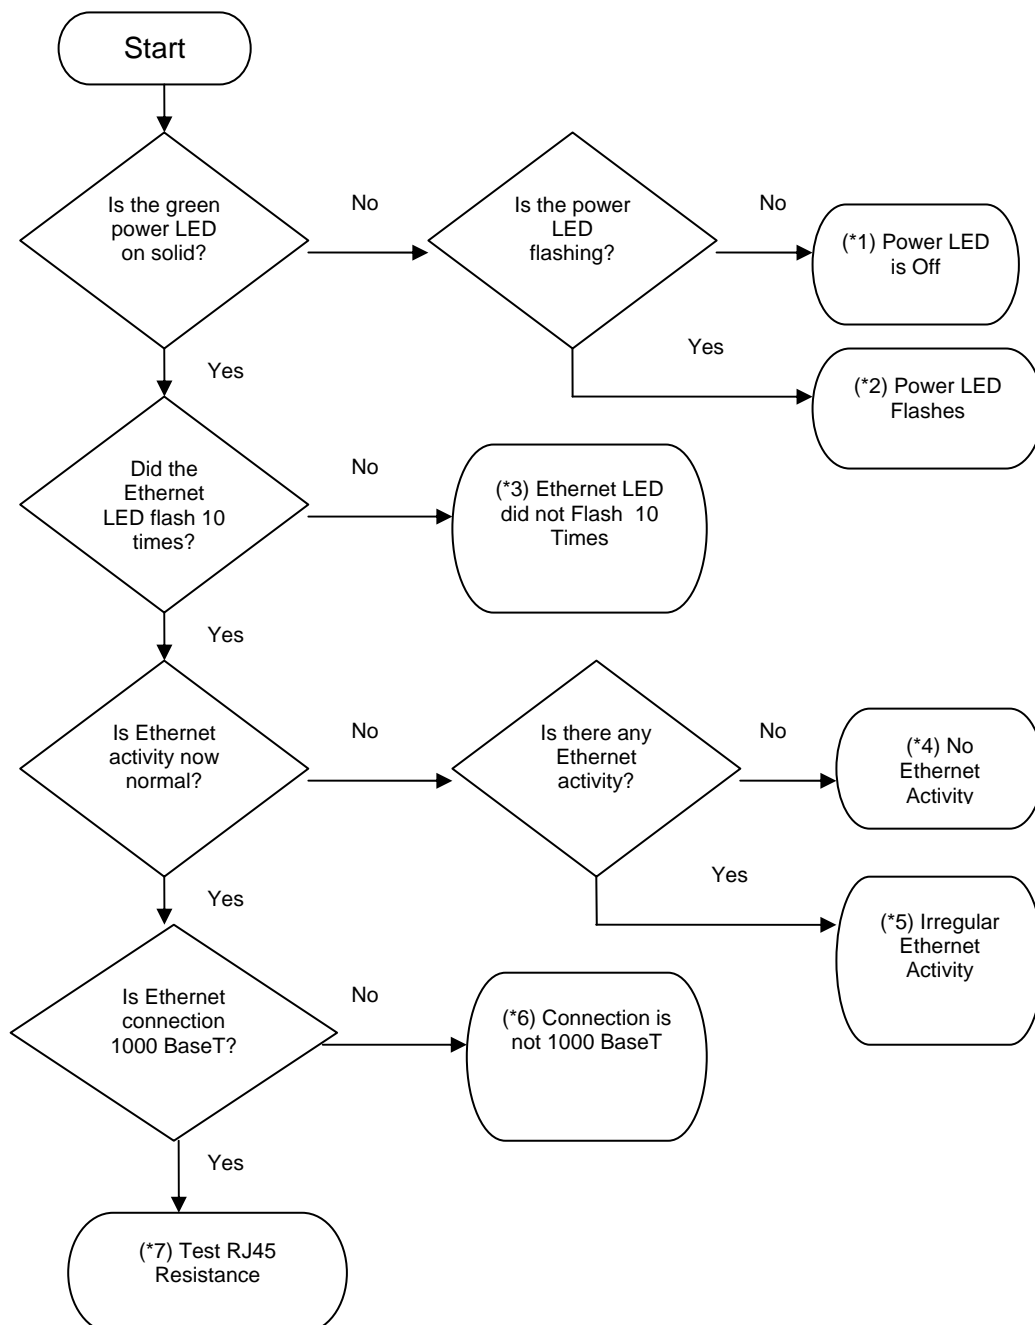 Start
Is the green
power LED
on solid?
No
Is the power
LED
flashing?
No
(*1) Power LED
is Off
Yes
Yes
(*2) Power LED
Flashes
Did the
Ethernet
LED flash 10
times?
No
(*3) Ethernet LED
did not Flash  10
Times
Yes
Is Ethernet
activity now
normal?
No
Is there any
Ethernet
activity?
No
(*4) No
Ethernet
Activity
Yes
Yes
(*5) Irregular
Ethernet
Activity
Is Ethernet
connection
1000 BaseT?
No
(*6) Connection is
not 1000 BaseT
Yes
(*7) Test RJ45
Resistance